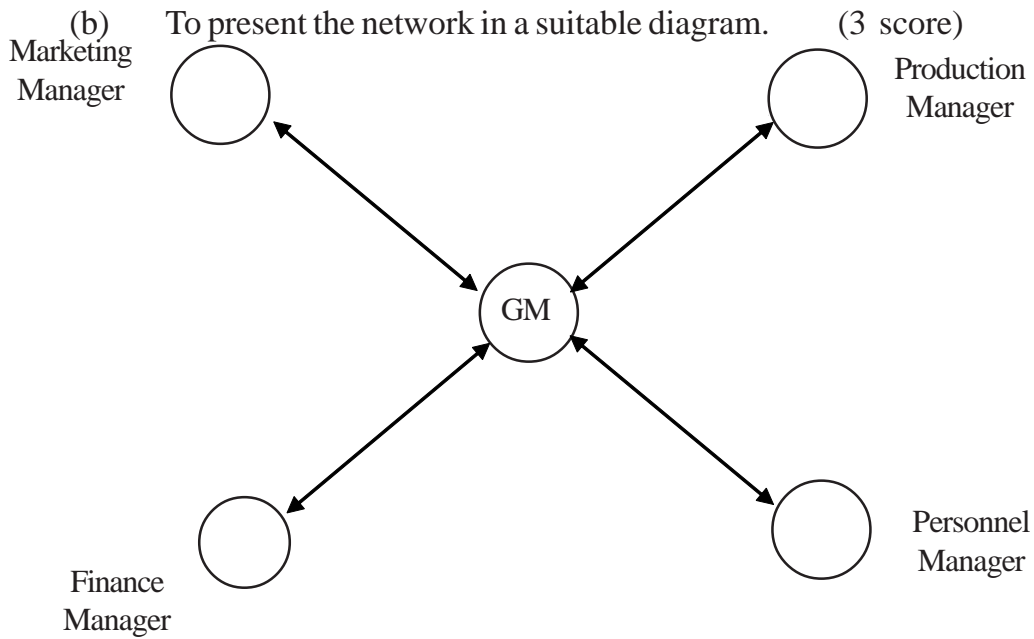 (b) To present the network in a suitable diagram. (3 score)
Marketing
Manager
Production
Manager
GM
Personnel
Manager
Finance
Manager